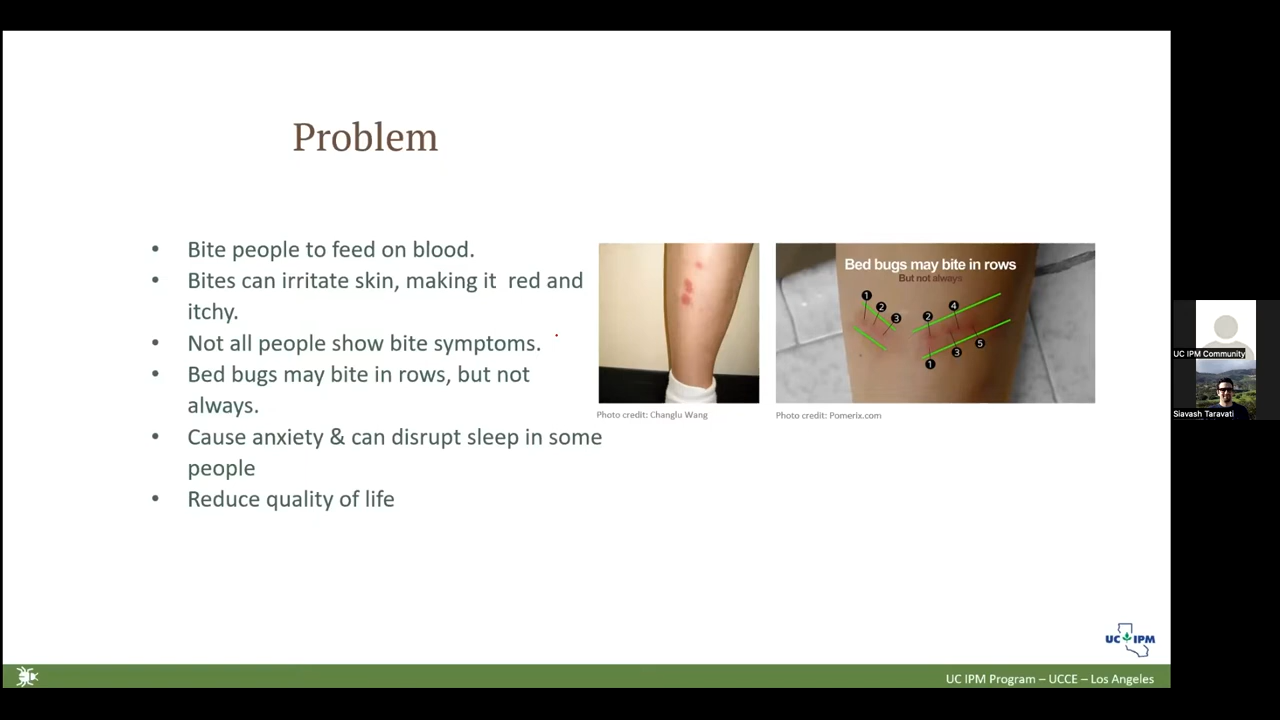 Problem
• Bite people to feed on blood.
• Bites can irritate skin, making it  red and
itchy.
• Not all people show bite symptoms.
• Bed bugs may bite in rows, but not
always.
• Cause anxiety & can disrupt sleep in some
people
• Reduce quality of life
Photo credit: Changlu Wang
Bed bugs may bite in rows
But not always
1
2
3
2
4
1
3
5
Photo credit: Pomerix.com
UC IPM Community
Siavash Taravati
UC IPM
UC IPM Program – UCCE – Los Angeles